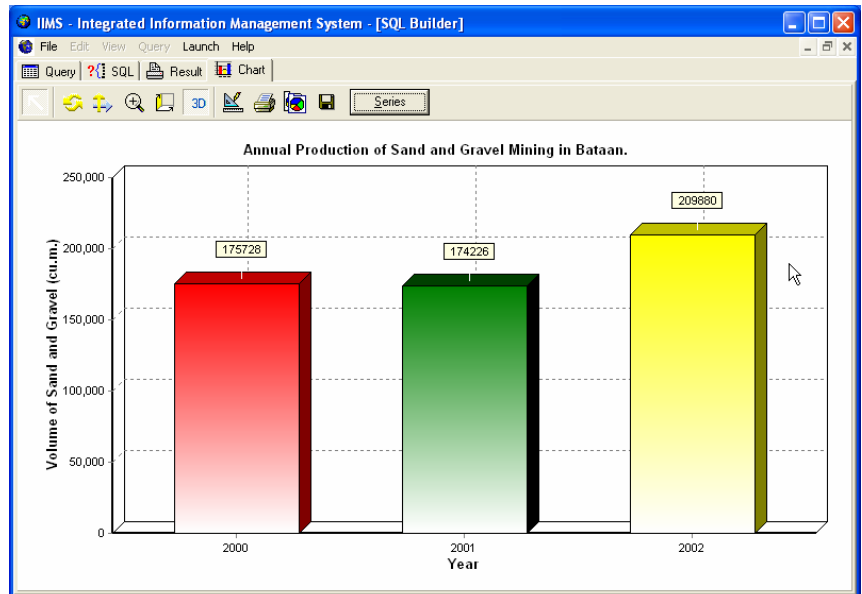 IIMS - Integrated Information Management System - [SQL Builder]
File Edit View Query Launch Help
Query ?{} SQL Result Chart
3D Series
Annual Production of Sand and Gravel Mining in Bataan.
Volume of Sand and Gravel (cu.m.)
250,000
209880
200,000
175728 174226
150,000
100,000
50,000
0
2000 2001 2002
Year